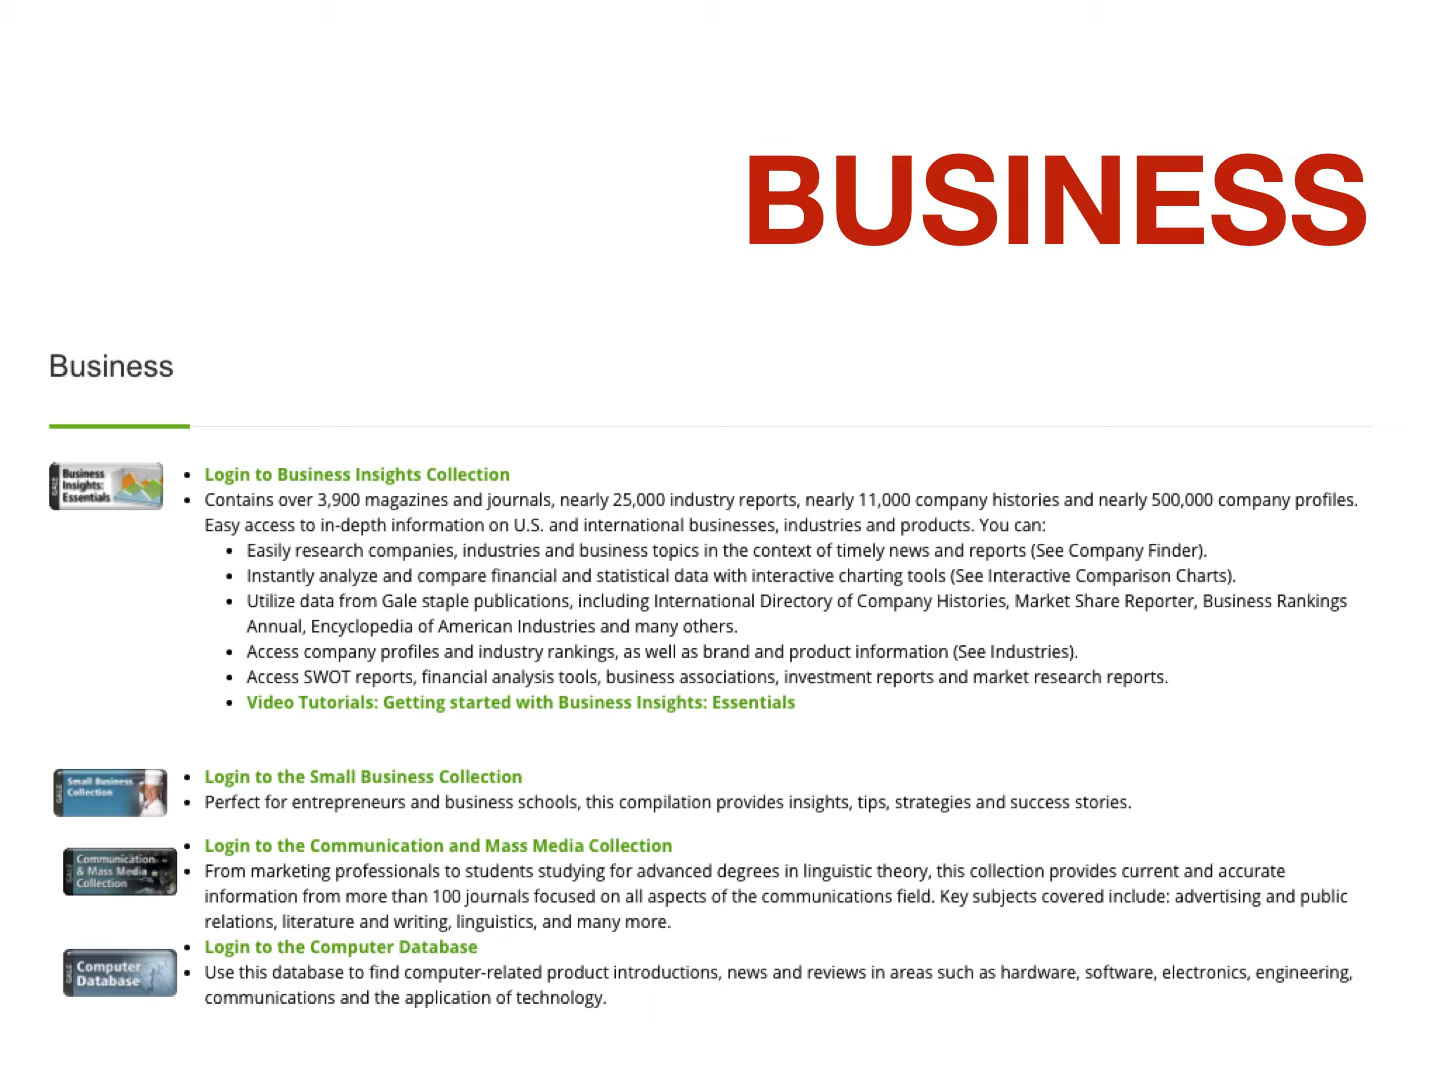 BUSINESS
Business
Business
Insights:
Essentials
GALE
Login to Business Insights Collection
Contains over 3,900 magazines and journals, nearly 25,000 industry reports, nearly 11,000 company histories and nearly 500,000 company profiles.
Easy access to in-depth information on U.S. and international businesses, industries and products. You can:
Easily research companies, industries and business topics in the context of timely news and reports (See Company Finder).
Instantly analyze and compare financial and statistical data with interactive charting tools (See Interactive Comparison Charts).
Utilize data from Gale staple publications, including International Directory of Company Histories, Market Share Reporter, Business Rankings
Annual, Encyclopedia of American Industries and many others.
Access company profiles and industry rankings, as well as brand and product information (See Industries).
Access SWOT reports, financial analysis tools, business associations, investment reports and market research reports.
Video Tutorials: Getting started with Business Insights: Essentials
Small Business
Collection
GALE
Login to the Small Business Collection
Perfect for entrepreneurs and business schools, this compilation provides insights, tips, strategies and success stories.
Communication
& Mass Media
Collection
GALE
Login to the Communication and Mass Media Collection
From marketing professionals to students studying for advanced degrees in linguistic theory, this collection provides current and accurate
information from more than 100 journals focused on all aspects of the communications field. Key subjects covered include: advertising and public
relations, literature and writing, linguistics, and many more.
Computer
Database
GALE
Login to the Computer Database
Use this database to find computer-related product introductions, news and reviews in areas such as hardware, software, electronics, engineering,
communications and the application of technology.